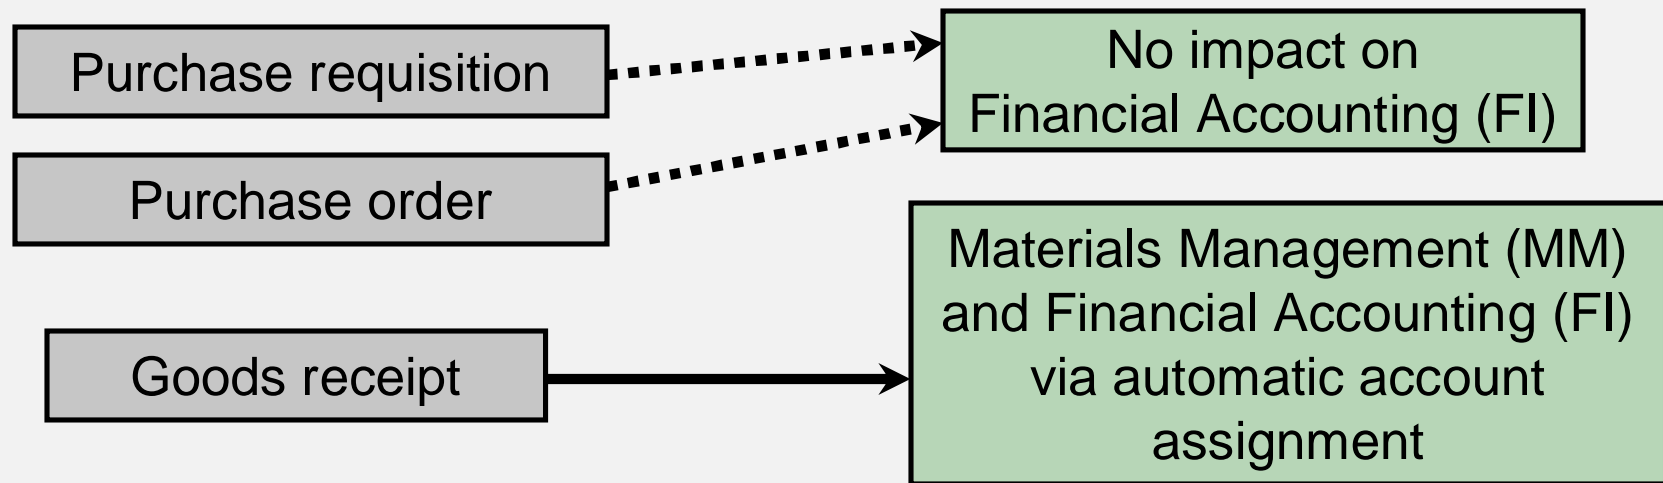 Purchase requisition
No impact on
Financial Accounting (FI)
Purchase order
Materials Management (MM)
and Financial Accounting (FI)
via automatic account
assignment
Goods receipt